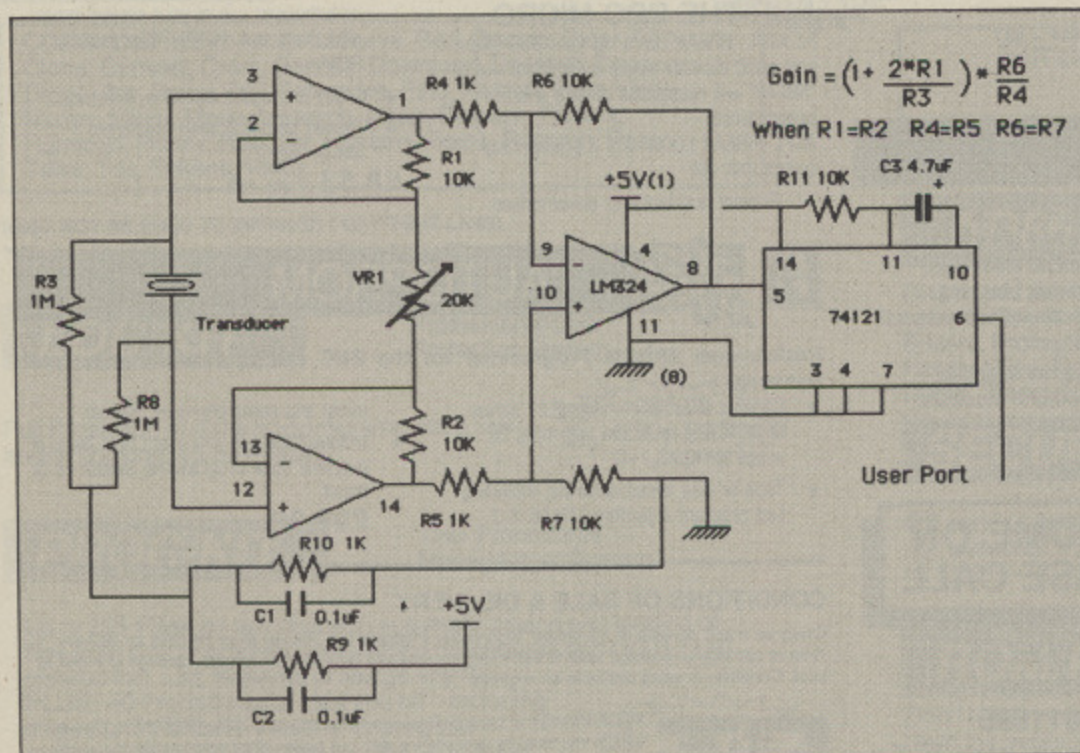 3
2
1
R4 1K
R6 10K
Gain = (1+ 2*R1 / R3) * R6 / R4
When R1=R2 R4=R5 R6=R7
R1
10K
+5V(1)
R11 10K
C3 4.7uF
+
+
−
9
−
4
8
14
11
10
R3
1M
Transducer
VR1
20K
10
+
LM324
11
5
74121
6
(8)
3 4 7
R8
1M
R2
10K
13
−
12
+
14
R5 1K
R7 10K
User Port
R10 1K
C1
0.1uF
+5V
R9 1K
C2
0.1uF